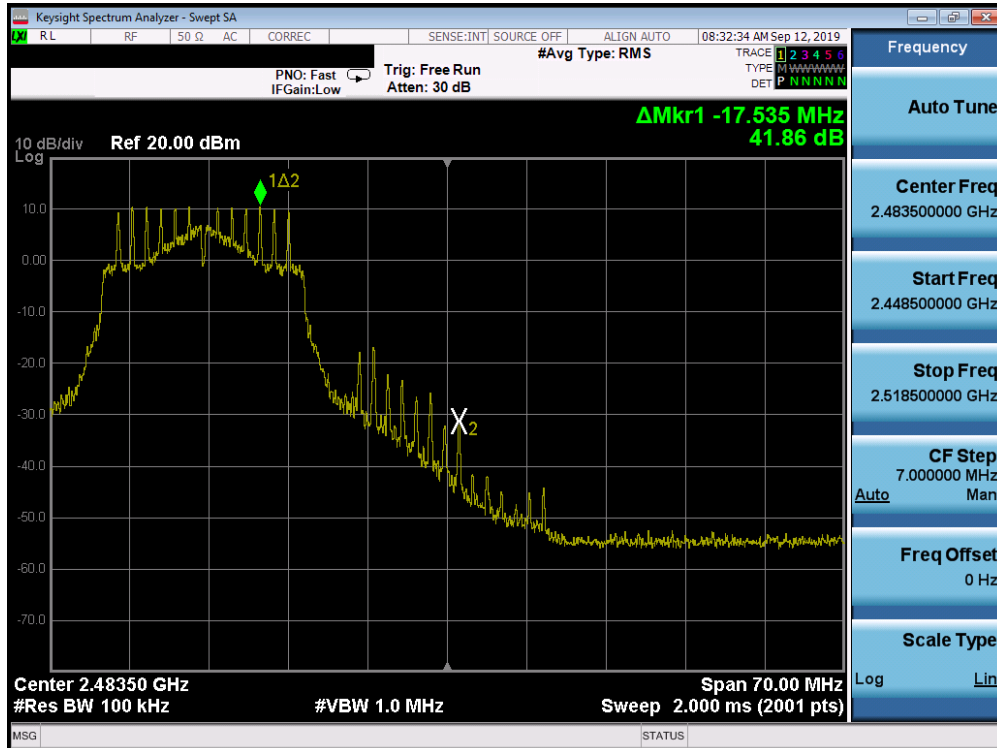 Keysight Spectrum Analyzer - Swept SA
LXI RL RF 50 Ω AC CORREC SENSE:INT SOURCE OFF ALIGN AUTO 08:32:34 AM Sep 12, 2019
#Avg Type: RMS
TRACE 1 2 3 4 5 6
TYPE M WWWWW
DET P N N N N N
PNO: Fast
IFGain:Low
Trig: Free Run
Atten: 30 dB
ΔMkr1 -17.535 MHz
41.86 dB
10 dB/div
Log
Ref 20.00 dBm
1Δ2
10.0
0.00
-10.0
-20.0
-30.0
X2
-40.0
-50.0
-60.0
-70.0
Center 2.48350 GHz
Span 70.00 MHz
#Res BW 100 kHz
#VBW 1.0 MHz
Sweep 2.000 ms (2001 pts)
MSG
STATUS
Frequency
Auto Tune
Center Freq
2.483500000 GHz
Start Freq
2.448500000 GHz
Stop Freq
2.518500000 GHz
CF Step
7.000000 MHz
Auto Man
Freq Offset
0 Hz
Scale Type
Log Lin